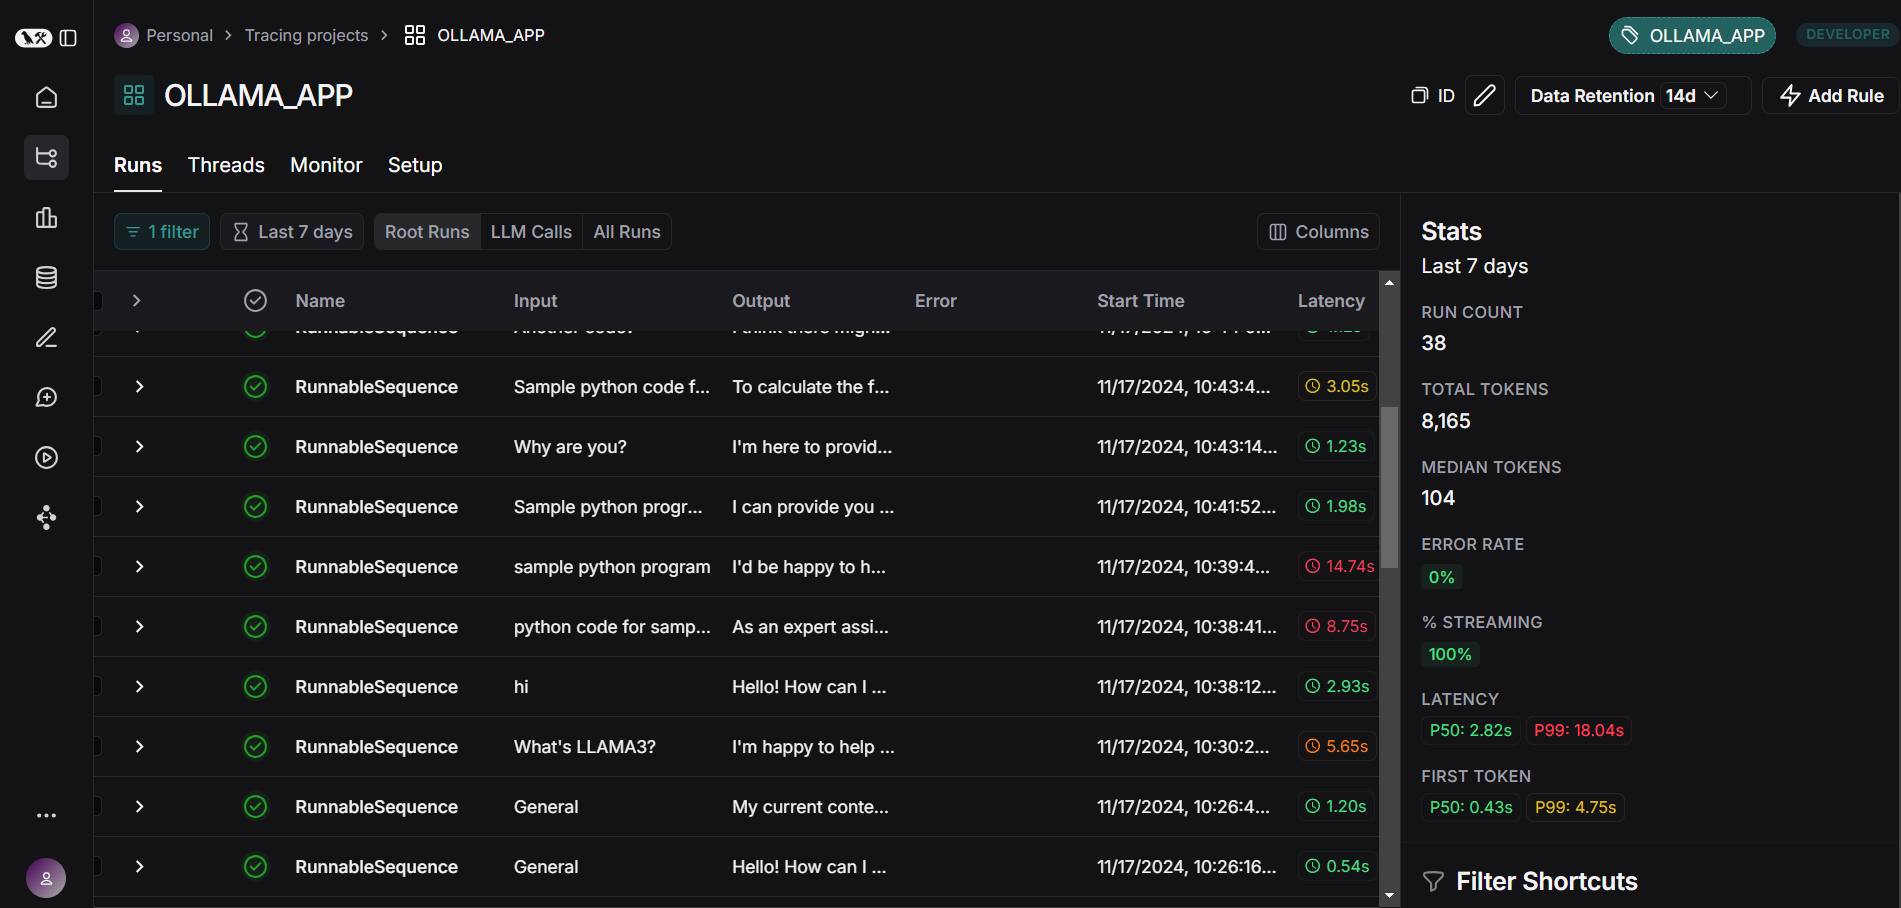 Personal > Tracing projects > OLLAMA_APP
OLLAMA_APP
DEVELOPER
OLLAMA_APP
ID
Data Retention 14d
Add Rule
Runs Threads Monitor Setup
1 filter Last 7 days Root Runs LLM Calls All Runs Columns
Name Input Output Error Start Time Latency
RunnableSequence Another code?
RunnableSequence Sample python code f... To calculate the f... 11/17/2024, 10:43:4... 3.05s
RunnableSequence Why are you? I'm here to provid... 11/17/2024, 10:43:14... 1.23s
RunnableSequence Sample python progr... I can provide you ... 11/17/2024, 10:41:52... 1.98s
RunnableSequence sample python program I'd be happy to h... 11/17/2024, 10:39:4... 14.74s
RunnableSequence python code for samp... As an expert assi... 11/17/2024, 10:38:41... 8.75s
RunnableSequence hi Hello! How can I ... 11/17/2024, 10:38:12... 2.93s
RunnableSequence What's LLAMA3? I'm happy to help ... 11/17/2024, 10:30:2... 5.65s
RunnableSequence General My current conte... 11/17/2024, 10:26:4... 1.20s
RunnableSequence General Hello! How can I ... 11/17/2024, 10:26:16... 0.54s
Stats
Last 7 days
RUN COUNT
38
TOTAL TOKENS
8,165
MEDIAN TOKENS
104
ERROR RATE
0%
% STREAMING
100%
LATENCY
P50: 2.82s P99: 18.04s
FIRST TOKEN
P50: 0.43s P99: 4.75s
Filter Shortcuts